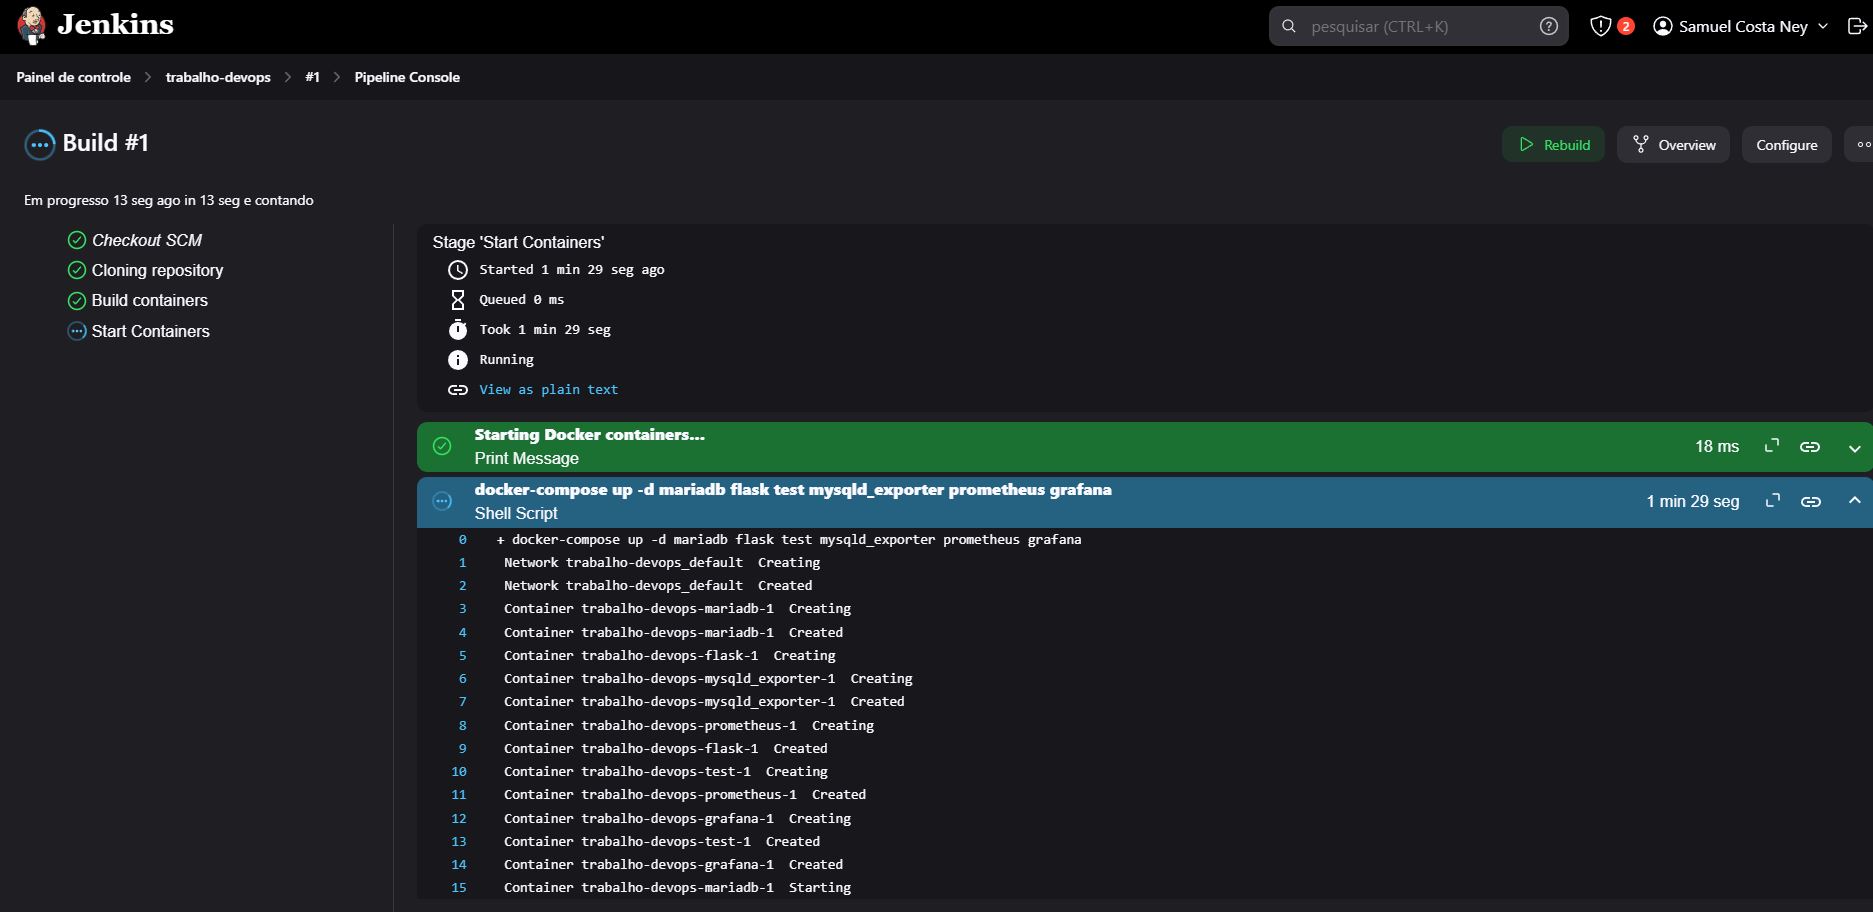 Jenkins
pesquisar (CTRL+K)
2
Samuel Costa Ney
Painel de controle
trabalho-devops
#1
Pipeline Console
Build #1
Rebuild
Overview
Configure
Em progresso 13 seg ago in 13 seg e contando
Checkout SCM
Cloning repository
Build containers
Start Containers
Stage 'Start Containers'
Started 1 min 29 seg ago
Queued 0 ms
Took 1 min 29 seg
Running
View as plain text
Starting Docker containers...
Print Message
18 ms
docker-compose up -d mariadb flask test mysqld_exporter prometheus grafana
Shell Script
1 min 29 seg
0 + docker-compose up -d mariadb flask test mysqld_exporter prometheus grafana
1 Network trabalho-devops_default  Creating
2 Network trabalho-devops_default  Created
3 Container trabalho-devops-mariadb-1  Creating
4 Container trabalho-devops-mariadb-1  Created
5 Container trabalho-devops-flask-1  Creating
6 Container trabalho-devops-mysqld_exporter-1  Creating
7 Container trabalho-devops-mysqld_exporter-1  Created
8 Container trabalho-devops-prometheus-1  Creating
9 Container trabalho-devops-flask-1  Created
10 Container trabalho-devops-test-1  Creating
11 Container trabalho-devops-prometheus-1  Created
12 Container trabalho-devops-grafana-1  Creating
13 Container trabalho-devops-test-1  Created
14 Container trabalho-devops-grafana-1  Created
15 Container trabalho-devops-mariadb-1  Starting